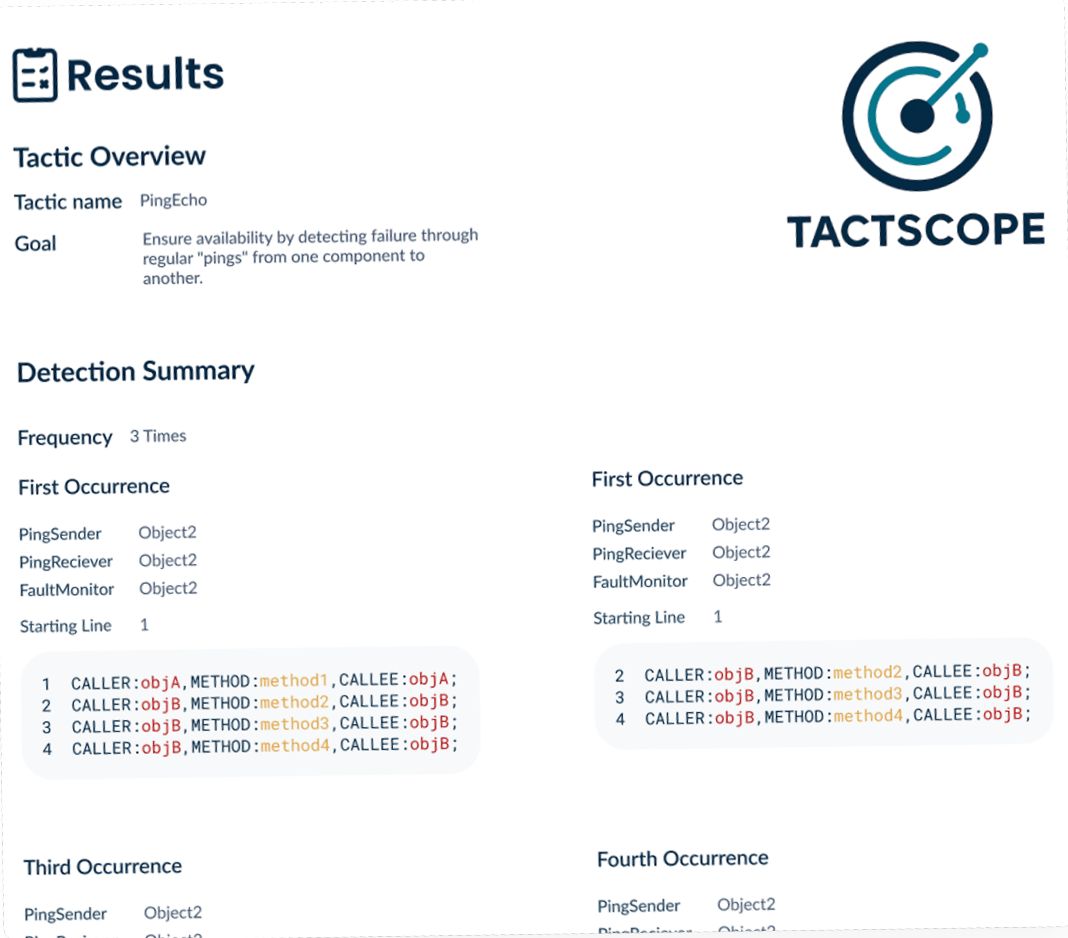 Results
TACTSCOPE
Tactic Overview
Tactic name PingEcho
Goal Ensure availability by detecting failure through
regular "pings" from one component to
another.
Detection Summary
Frequency 3 Times
First Occurrence
PingSender Object2
PingReciever Object2
FaultMonitor Object2
Starting Line 1
1 CALLER:objA,METHOD:method1,CALLEE:objA;
2 CALLER:objB,METHOD:method2,CALLEE:objB;
3 CALLER:objB,METHOD:method3,CALLEE:objB;
4 CALLER:objB,METHOD:method4,CALLEE:objB;
First Occurrence
PingSender Object2
PingReciever Object2
FaultMonitor Object2
Starting Line 1
2 CALLER:objB,METHOD:method2,CALLEE:objB;
3 CALLER:objB,METHOD:method3,CALLEE:objB;
4 CALLER:objB,METHOD:method4,CALLEE:objB;
Third Occurrence
PingSender Object2
Fourth Occurrence
PingSender Object2
PingReciever Object2